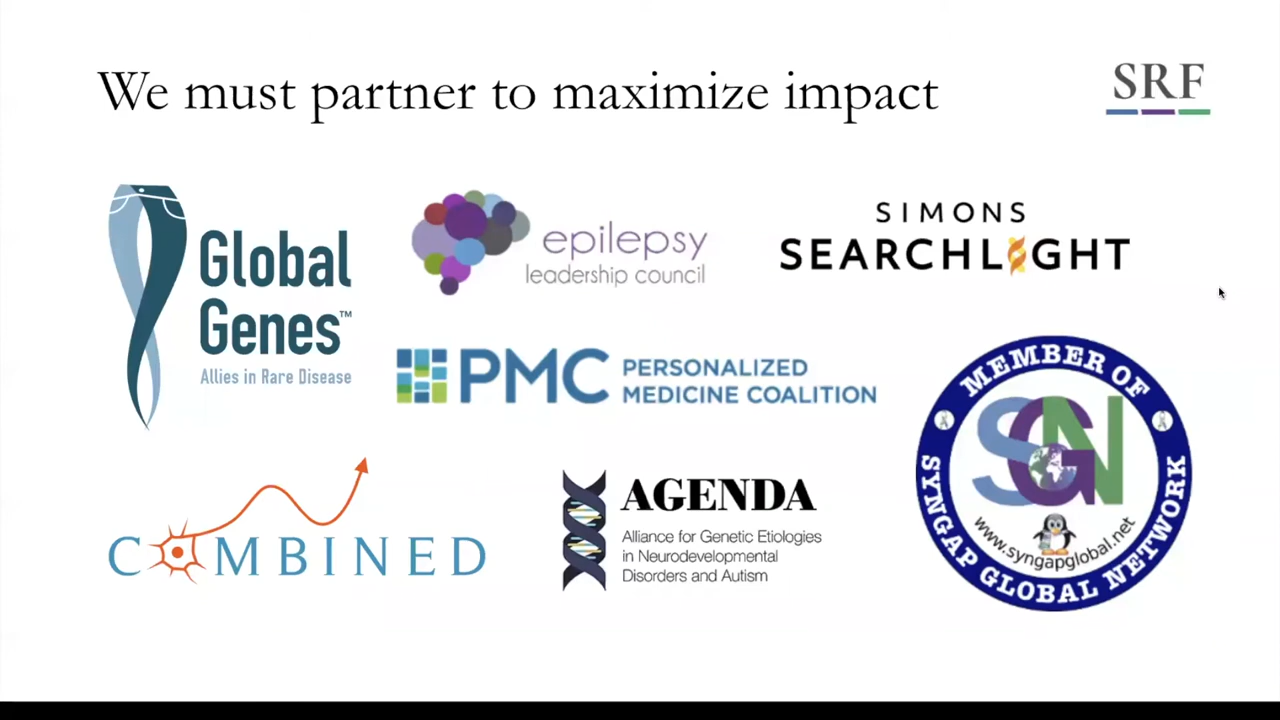 We must partner to maximize impact
SRF
Global
Genes™
Allies in Rare Disease
epilepsy
leadership council
SIMONS
SEARCHLIGHT
PMC PERSONALIZED
MEDICINE COALITION
MEMBER OF
SGN
www.syngapglobal.net
SYNGAP GLOBAL NETWORK
COMBINED
AGENDA
Alliance for Genetic Etiologies
in Neurodevelopmental
Disorders and Autism